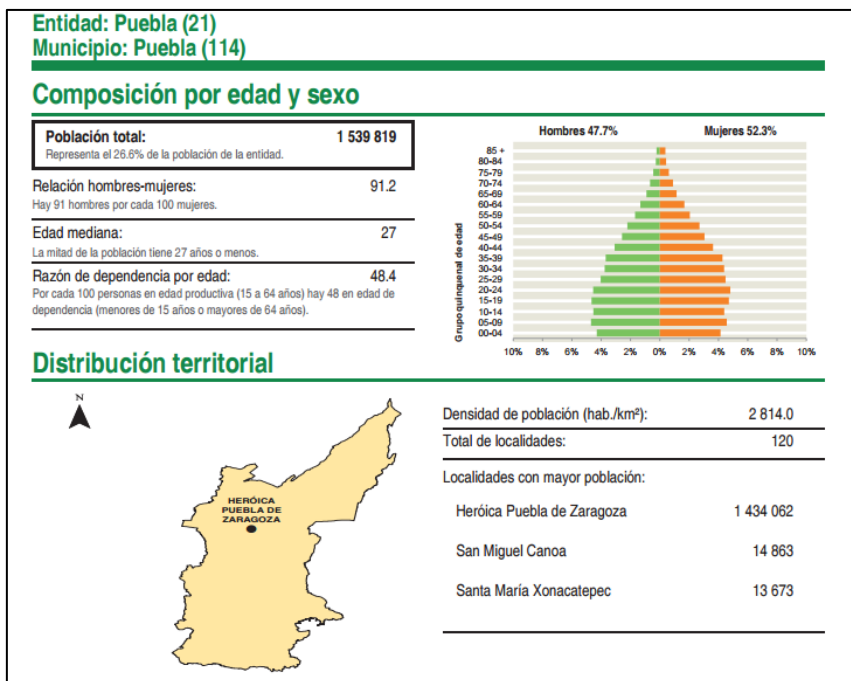 Entidad: Puebla (21)
Municipio: Puebla (114)
Composición por edad y sexo
Población total: 1 539 819
Representa el 26.6% de la población de la entidad.
Relación hombres-mujeres: 91.2
Hay 91 hombres por cada 100 mujeres.
Edad mediana: 27
La mitad de la población tiene 27 años o menos.
Razón de dependencia por edad: 48.4
Por cada 100 personas en edad productiva (15 a 64 años) hay 48 en edad de
dependencia (menores de 15 años o mayores de 64 años).
Hombres 47.7% Mujeres 52.3%
Grupo quinquenal de edad
85 +
80-84
75-79
70-74
65-69
60-64
55-59
50-54
45-49
40-44
35-39
30-34
25-29
20-24
15-19
10-14
05-09
00-04
10% 8% 6% 4% 2% 0% 2% 4% 6% 8% 10%
Distribución territorial
N
HERÓICA
PUEBLA DE
ZARAGOZA
Densidad de población (hab./km²): 2 814.0
Total de localidades: 120
Localidades con mayor población:
Heróica Puebla de Zaragoza 1 434 062
San Miguel Canoa 14 863
Santa María Xonacatepec 13 673